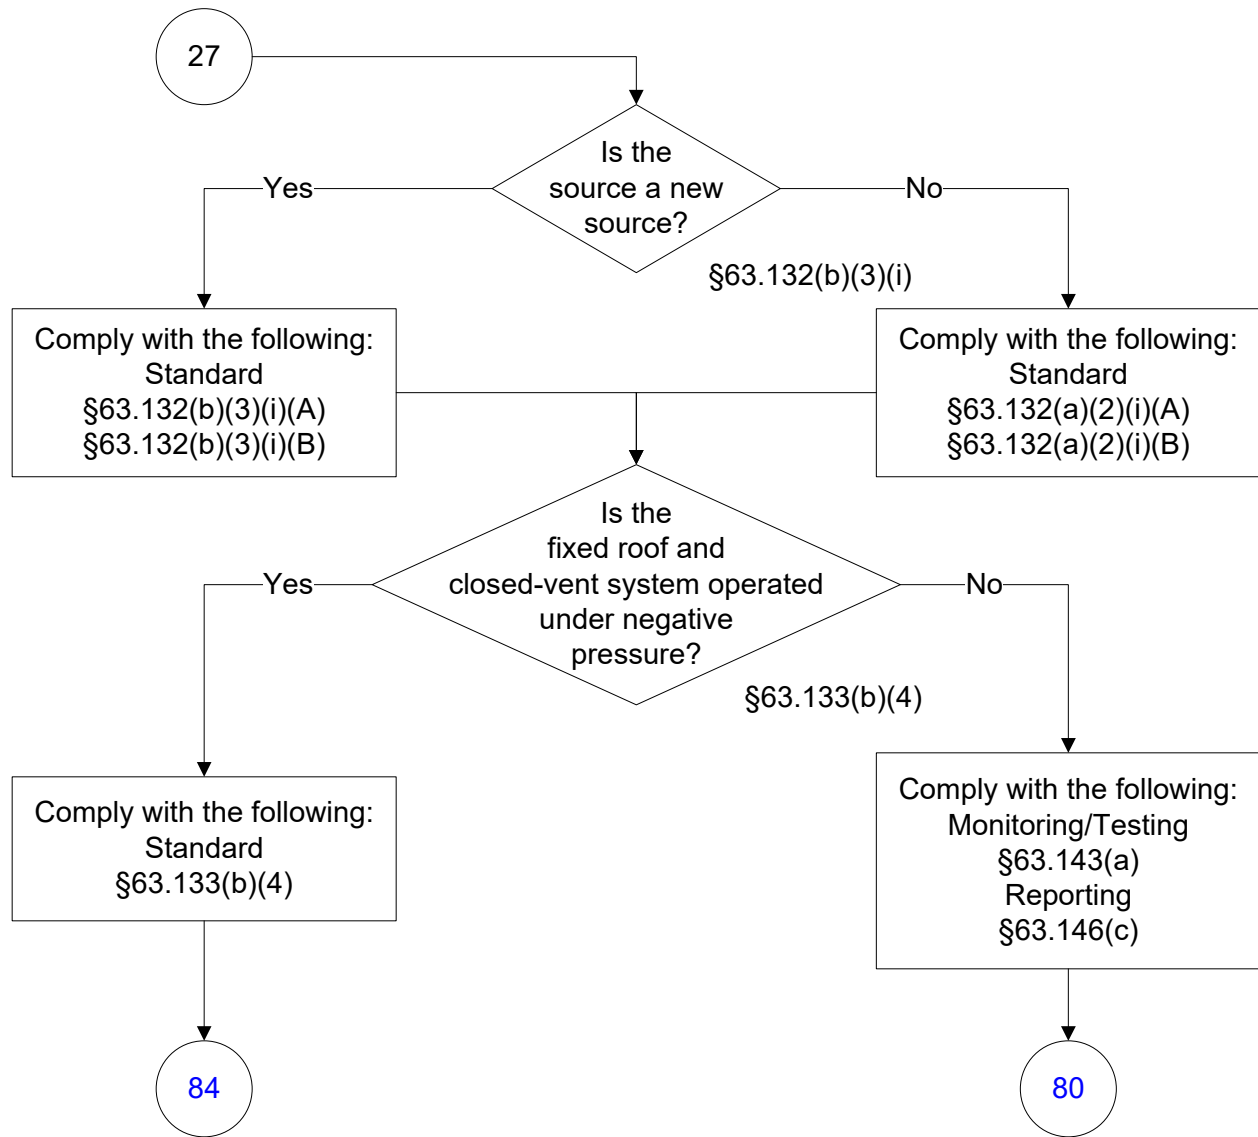 27
Is the
source a new
source?
Yes
No
§63.132(b)(3)(i)
Comply with the following:
Standard
§63.132(b)(3)(i)(A)
§63.132(b)(3)(i)(B)
Comply with the following:
Standard
§63.132(a)(2)(i)(A)
§63.132(a)(2)(i)(B)
Is the
fixed roof and
closed-vent system operated
under negative
pressure?
Yes
No
§63.133(b)(4)
Comply with the following:
Standard
§63.133(b)(4)
Comply with the following:
Monitoring/Testing
§63.143(a)
Reporting
§63.146(c)
84
80